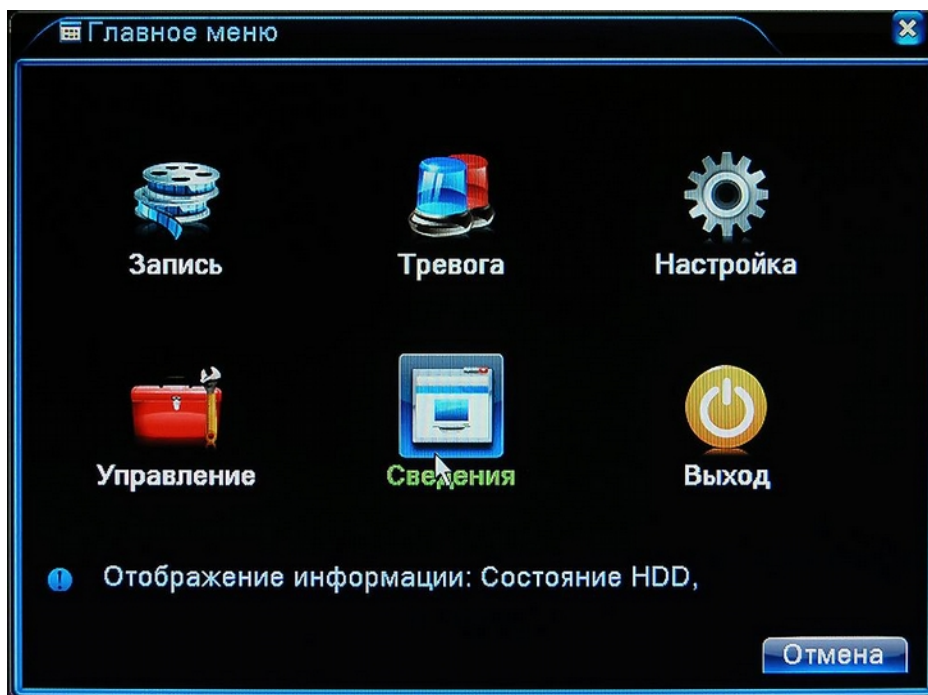 Главное меню
Запись
Тревога
Настройка
Управление
Сведения
Выход
Отображение информации: Состояние HDD,
Отмена